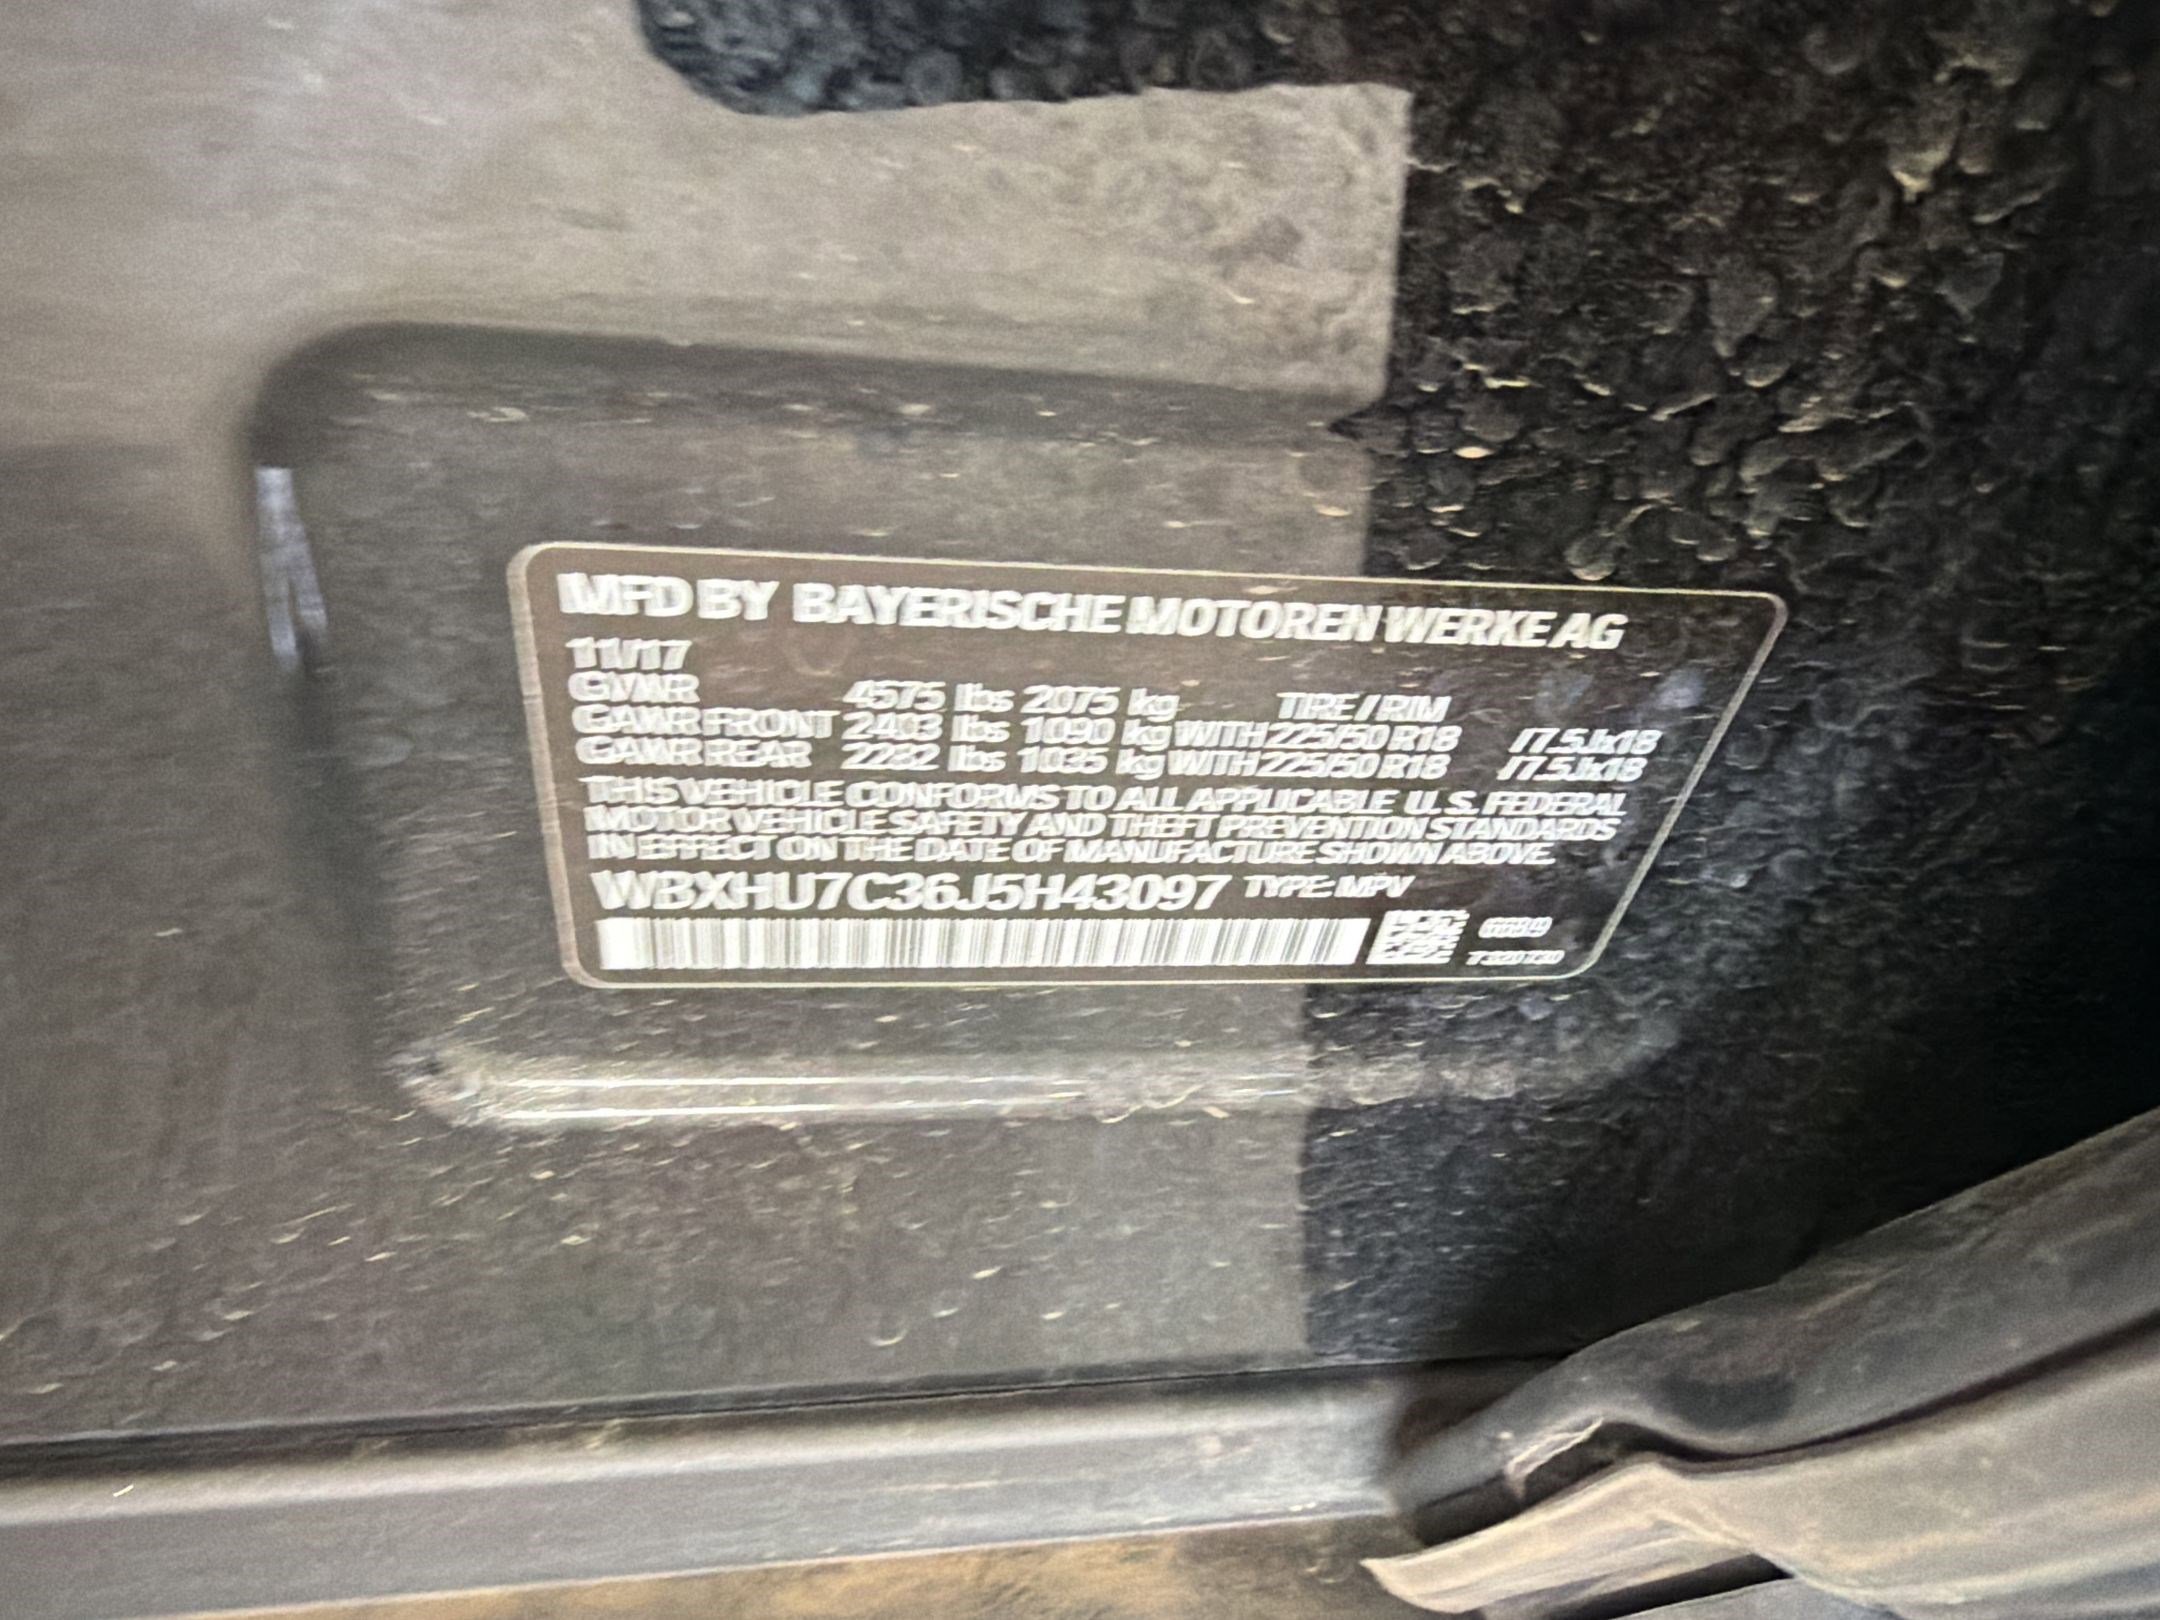 MFD BY BAYERISCHE MOTOREN WERKE AG
11/17
GVWR 4575 lbs 2075 kg TIRE / RIM
GAWR FRONT 2403 lbs 1090 kg WITH 225/50 R18 /7.5Jx18
GAWR REAR 2282 lbs 1035 kg WITH 225/50 R18 /7.5Jx18
THIS VEHICLE CONFORMS TO ALL APPLICABLE U.S. FEDERAL
MOTOR VEHICLE SAFETY AND THEFT PREVENTION STANDARDS
IN EFFECT ON THE DATE OF MANUFACTURE SHOWN ABOVE.
WBXHU7C36J5H43097 TYPE: MPV